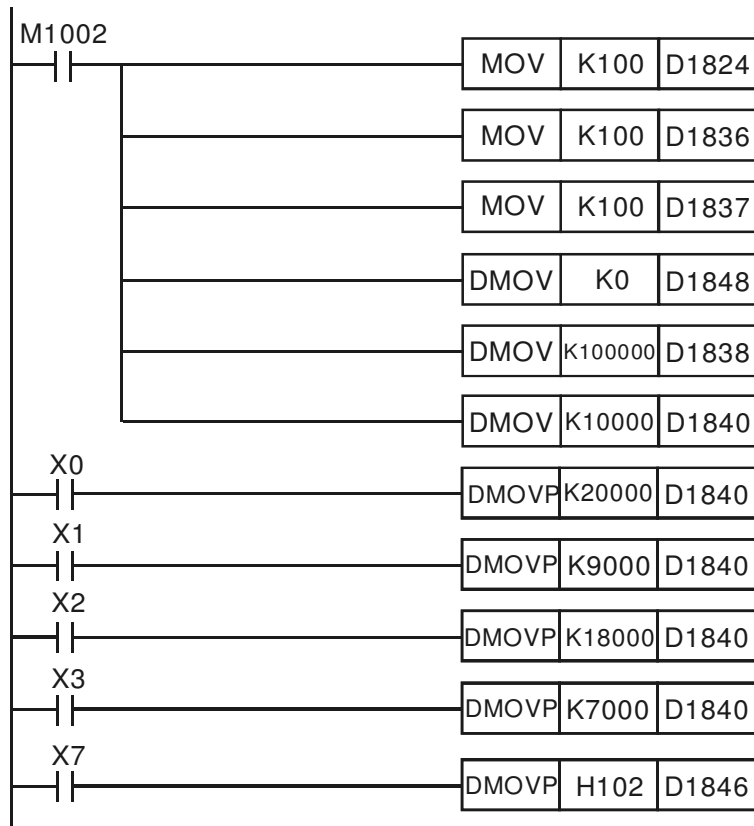 M1002
MOV K100 D1824
MOV K100 D1836
MOV K100 D1837
DMOV K0 D1848
DMOV K100000 D1838
DMOV K10000 D1840
X0
DMOVP K20000 D1840
X1
DMOVP K9000 D1840
X2
DMOVP K18000 D1840
X3
DMOVP K7000 D1840
X7
DMOVP H102 D1846